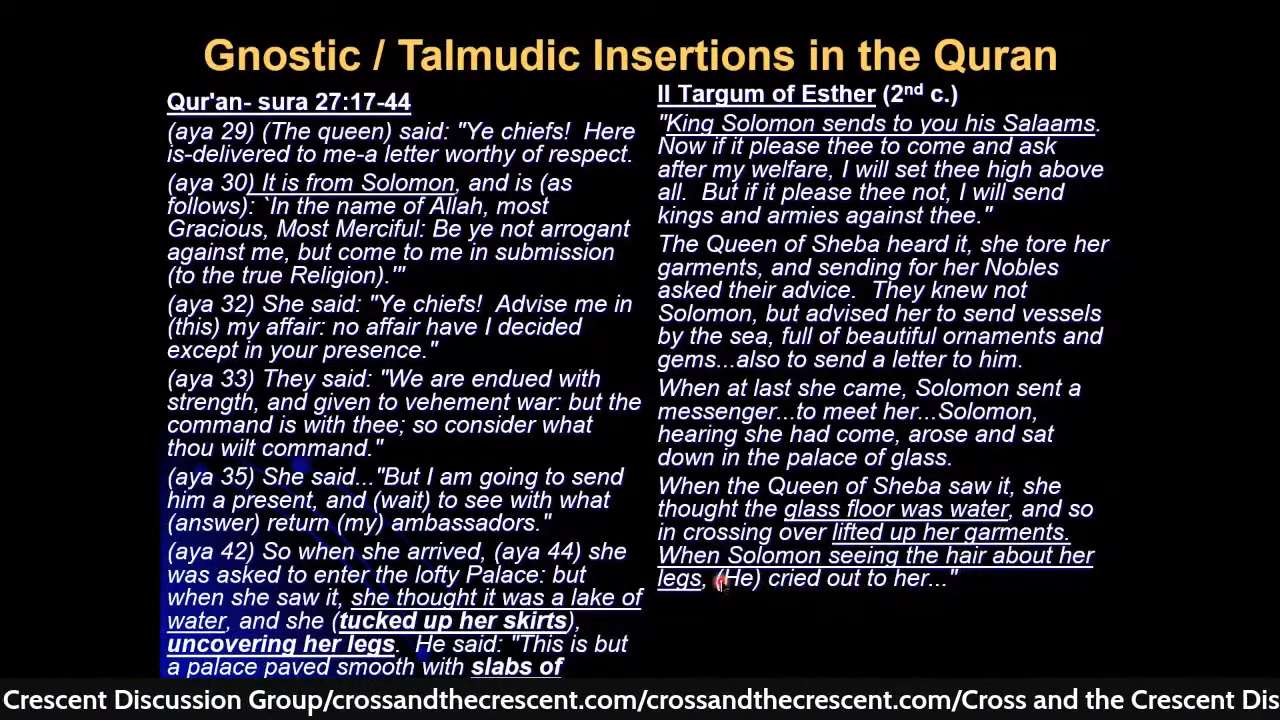 Gnostic / Talmudic Insertions in the Quran
Qur'an- sura 27:17-44
(aya 29) (The queen) said: "Ye chiefs!  Here
is-delivered to me-a letter worthy of respect.
(aya 30) It is from Solomon, and is (as
follows): `In the name of Allah, most
Gracious, Most Merciful: Be ye not arrogant
against me, but come to me in submission
(to the true Religion).'"
(aya 32) She said: "Ye chiefs!  Advise me in
(this) my affair: no affair have I decided
except in your presence."
(aya 33) They said: "We are endued with
strength, and given to vehement war: but the
command is with thee; so consider what
thou wilt command."
(aya 35) She said..."But I am going to send
him a present, and (wait) to see with what
(answer) return (my) ambassadors."
(aya 42) So when she arrived, (aya 44) she
was asked to enter the lofty Palace: but
when she saw it, she thought it was a lake of
water, and she (tucked up her skirts),
uncovering her legs.  He said: "This is but
a palace paved smooth with slabs of
II Targum of Esther (2nd c.)
"King Solomon sends to you his Salaams.
Now if it please thee to come and ask
after my welfare, I will set thee high above
all.  But if it please thee not, I will send
kings and armies against thee."
The Queen of Sheba heard it, she tore her
garments, and sending for her Nobles
asked their advice.  They knew not
Solomon, but advised her to send vessels
by the sea, full of beautiful ornaments and
gems...also to send a letter to him.
When at last she came, Solomon sent a
messenger...to meet her...Solomon,
hearing she had come, arose and sat
down in the palace of glass.
When the Queen of Sheba saw it, she
thought the glass floor was water, and so
in crossing over lifted up her garments.
When Solomon seeing the hair about her
legs, (He) cried out to her..."
Crescent Discussion Group/crossandthecrescent.com/crossandthecrescent.com/Cross and the Crescent Dis